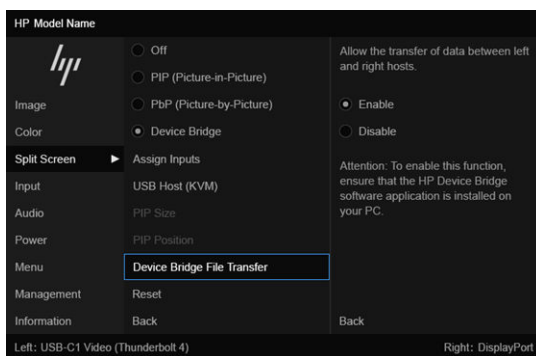 HP Model Name
hp
Image
Color
Split Screen
Input
Audio
Power
Menu
Management
Information
Off
PIP (Picture-in-Picture)
PbP (Picture-by-Picture)
Device Bridge
Assign Inputs
USB Host (KVM)
PIP Size
PIP Position
Device Bridge File Transfer
Reset
Back
Allow the transfer of data between left
and right hosts.
Enable
Disable
Attention: To enable this function,
ensure that the HP Device Bridge
software application is installed on
your PC.
Back
Left: USB-C1 Video (Thunderbolt 4)
Right: DisplayPort